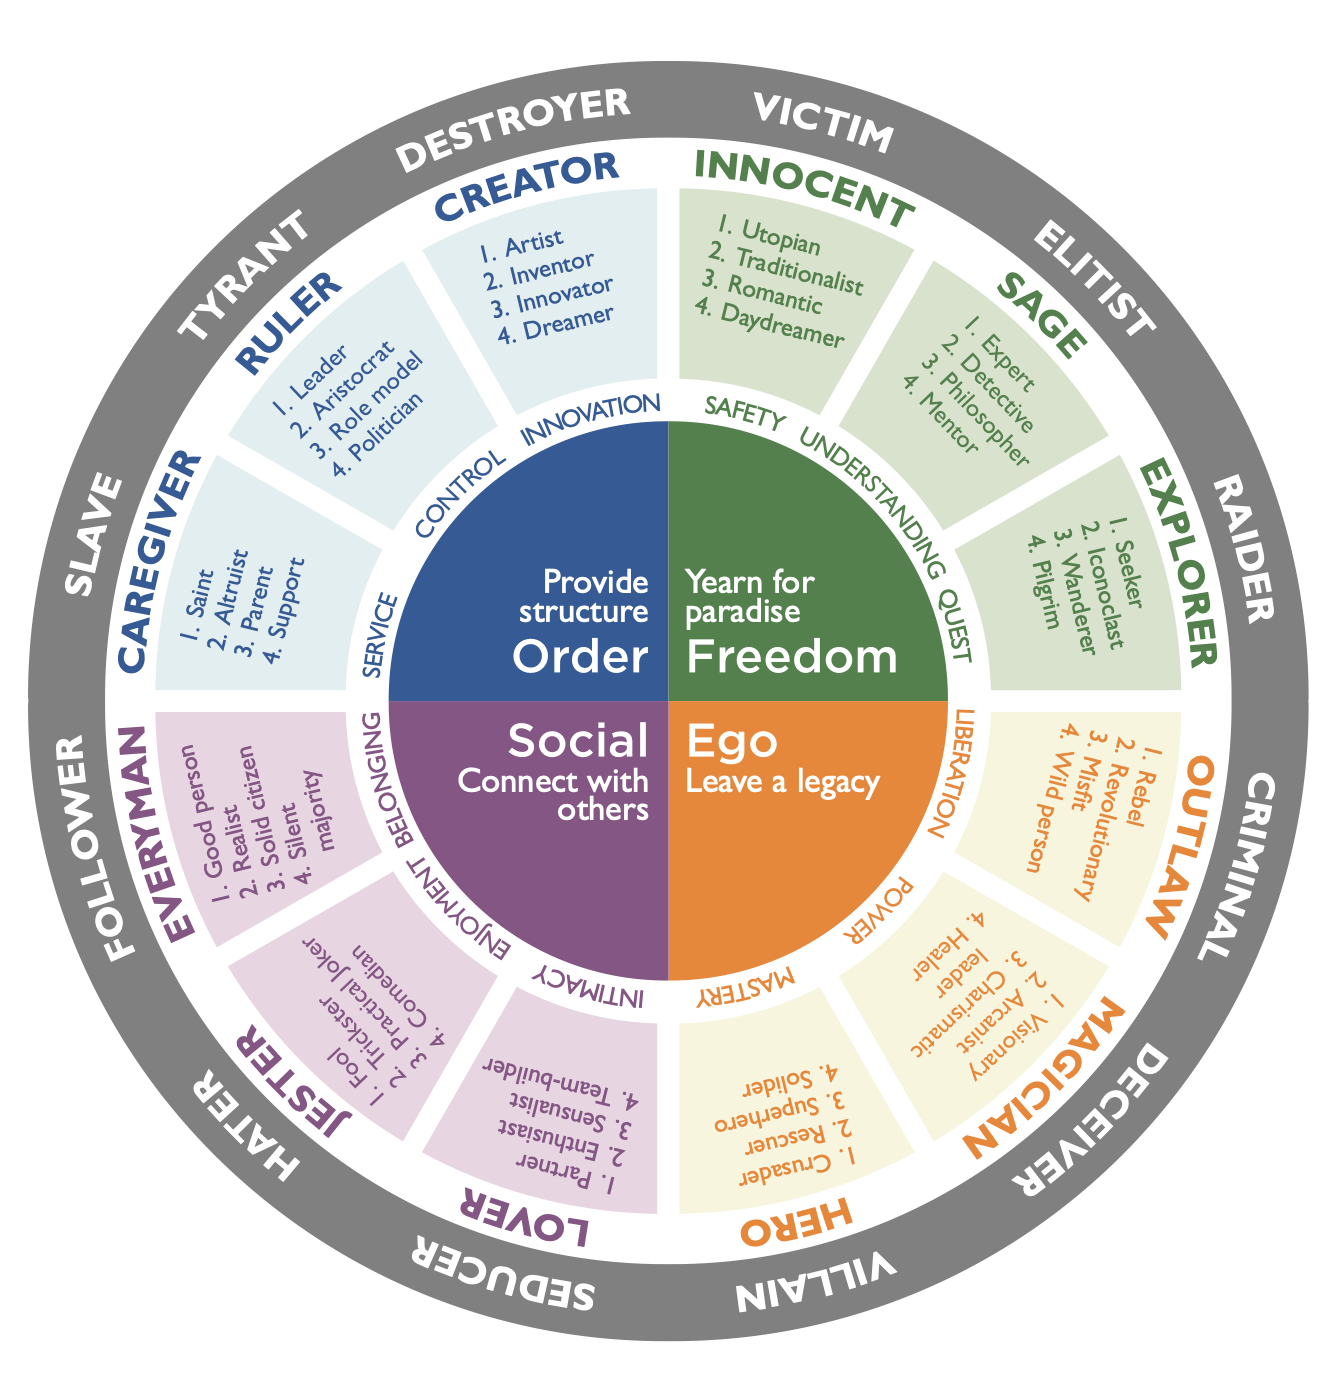 DESTROYER
VICTIM
ELITIST
RAIDER
CRIMINAL
DECEIVER
VILLAIN
SEDUCER
HATER
FOLLOWER
SLAVE
TYRANT
CREATOR
1. Artist
2. Inventor
3. Innovator
4. Dreamer
INNOVATION
INNOCENT
1. Utopian
2. Traditionalist
3. Romantic
4. Daydreamer
SAFETY
SAGE
1. Expert
2. Detective
3. Philosopher
4. Mentor
UNDERSTANDING
EXPLORER
1. Seeker
2. Iconoclast
3. Wanderer
4. Pilgrim
QUEST
OUTLAW
1. Rebel
2. Revolutionary
3. Misfit
4. Wild person
LIBERATION
MAGICIAN
1. Visionary
2. Arcanist
3. Charismatic
leader
4. Healer
POWER
HERO
1. Crusader
2. Rescuer
3. Superhero
4. Solider
MASTERY
LOVER
1. Partner
2. Enthusiast
3. Sensualist
4. Team-builder
INTIMACY
JESTER
1. Fool
2. Trickster
3. Practical Joker
4. Comedian
ENJOYMENT
EVERYMAN
1. Good person
2. Realist
3. Solid citizen
4. Silent
majority
BELONGING
CAREGIVER
1. Saint
2. Altruist
3. Parent
4. Support
SERVICE
RULER
1. Leader
2. Aristocrat
3. Role model
4. Politician
CONTROL
Provide
structure
Order
Yearn for
paradise
Freedom
Social
Connect with
others
Ego
Leave a legacy